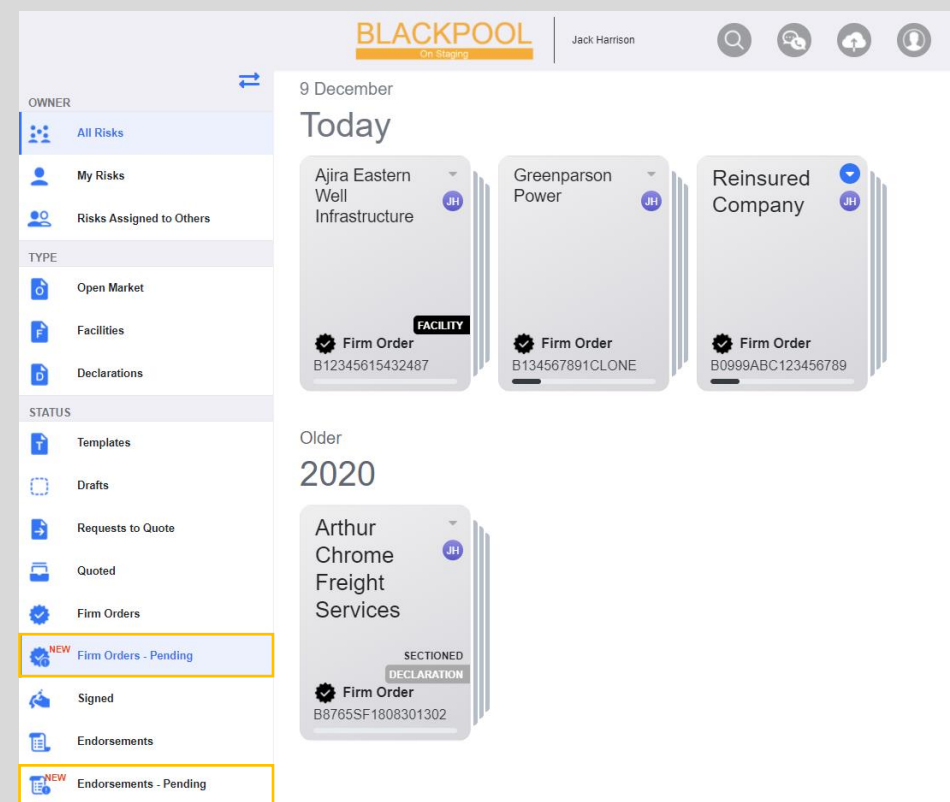 BLACKPOOL
On Staging
Jack Harrison
OWNER
All Risks
My Risks
Risks Assigned to Others
TYPE
O
Open Market
F
Facilities
D
Declarations
STATUS
T
Templates
Drafts
Requests to Quote
Quoted
Firm Orders
NEW
Firm Orders - Pending
Signed
Endorsements
NEW
Endorsements - Pending
9 December
Today
Ajira Eastern
Well
Infrastructure
JH
FACILITY
Firm Order
B12345615432487
Greenparson
Power
JH
Firm Order
B134567891CLONE
Reinsured
Company
JH
Firm Order
B0999ABC123456789
Older
2020
Arthur
Chrome
Freight
Services
JH
SECTIONED
DECLARATION
Firm Order
B8765SF1808301302